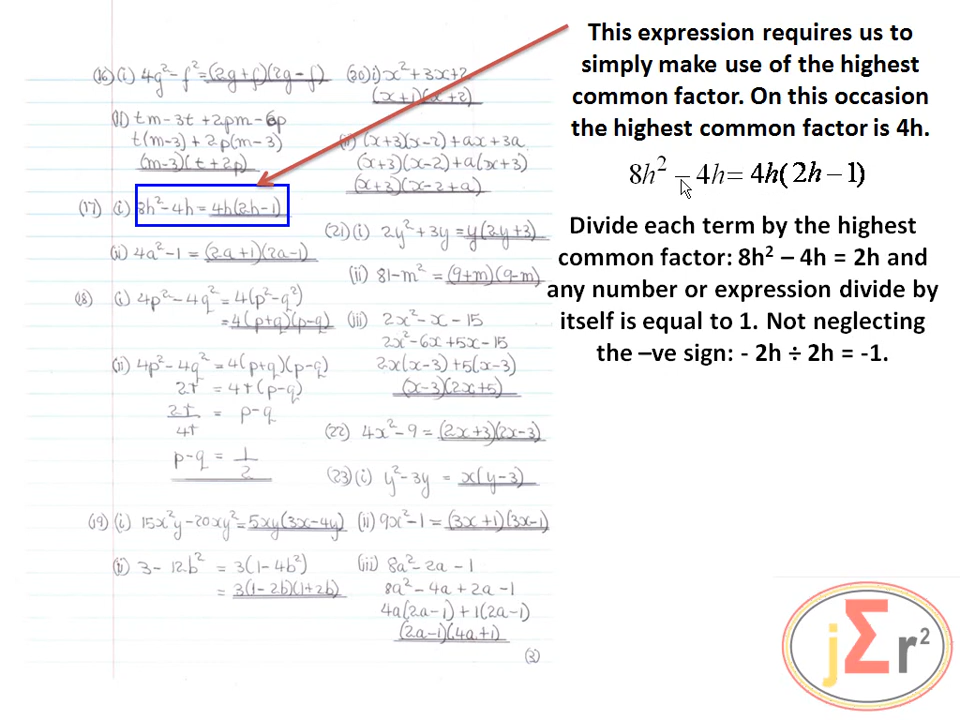 This expression requires us to
simply make use of the highest
common factor. On this occasion
the highest common factor is 4h.
8h² – 4h = 4h(2h – 1)
Divide each term by the highest
common factor: 8h² – 4h = 2h and
any number or expression divide by
itself is equal to 1. Not neglecting
the –ve sign: - 2h ÷ 2h = -1.
(16) (i) 4g² - f² = (2g + f)(2g - f)
(ii) tm - 3t + 2pm - 6p
t(m-3) + 2p(m-3)
(m-3)(t + 2p)
(17) (i) 8h² - 4h = 4h(2h-1)
(ii) 4a² - 1 = (2a+1)(2a-1)
(18) (i) 4p² - 4q² = 4(p² - q²)
= 4(p+q)(p-q)
(ii) 4p² - 4q² = 4(p+q)(p-q)
2t = 4t(p-q)
2t/4t = p-q
p-q = 1/2
(19) (i) 15x²y - 20xy² = 5xy(3x-4y)
(ii) 3 - 12b² = 3(1-4b²)
= 3(1-2b)(1+2b)
(20) i) x² + 3x + 2
(x+1)(x+2)
(ii) (x+3)(x-2) + ax + 3a
(x+3)(x-2) + a(x+3)
(x+3)(x-2+a)
(21) (i) 2y² + 3y = y(2y+3)
(ii) 81 - m² = (9+m)(9-m)
(iii) 2x² - x - 15
2x² - 6x + 5x - 15
2x(x-3) + 5(x-3)
(x-3)(2x+5)
(22) 4x² - 9 = (2x+3)(2x-3)
(23) (i) y² - 3y = x(y-3)
(ii) 9x² - 1 = (3x+1)(3x-1)
(iii) 8a² - 2a - 1
8a² - 4a + 2a - 1
4a(2a-1) + 1(2a-1)
(2a-1)(4a+1)
(3)
jΣr²